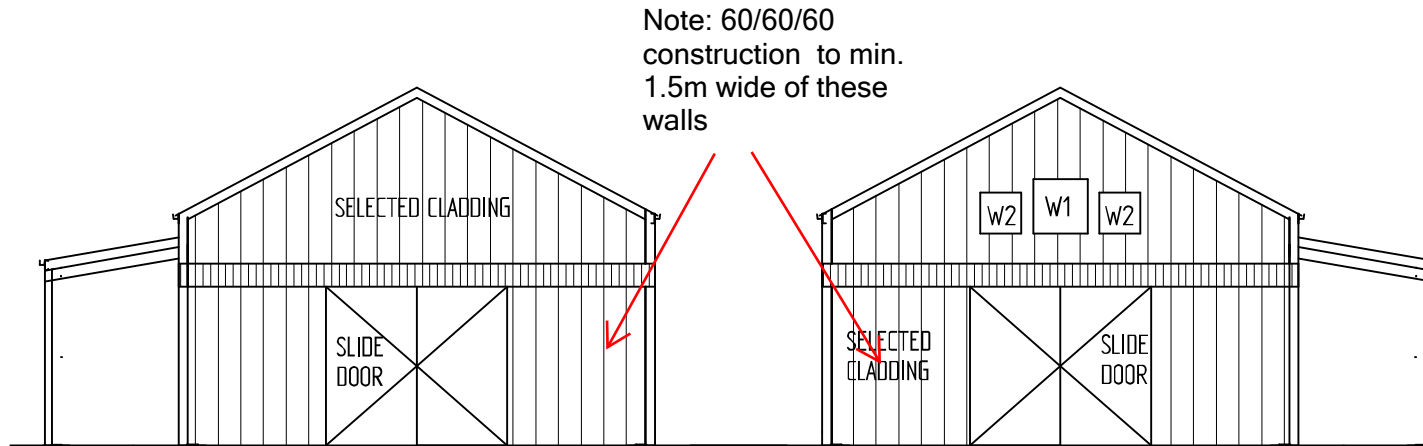 Note: 60/60/60
construction to min.
1.5m wide of these
walls
SELECTED CLADDING
SLIDE
DOOR
W2
W1
W2
SELECTED
CLADDING
SLIDE
DOOR